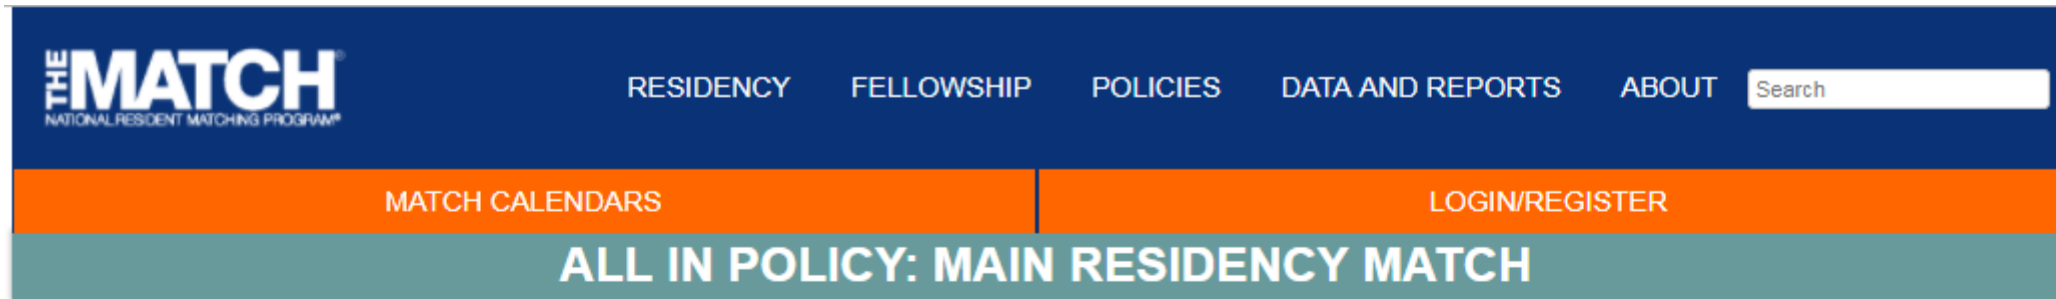 THE MATCH®
NATIONAL RESIDENT MATCHING PROGRAM®
RESIDENCY FELLOWSHIP POLICIES DATA AND REPORTS ABOUT Search
MATCH CALENDARS LOGIN/REGISTER
ALL IN POLICY: MAIN RESIDENCY MATCH